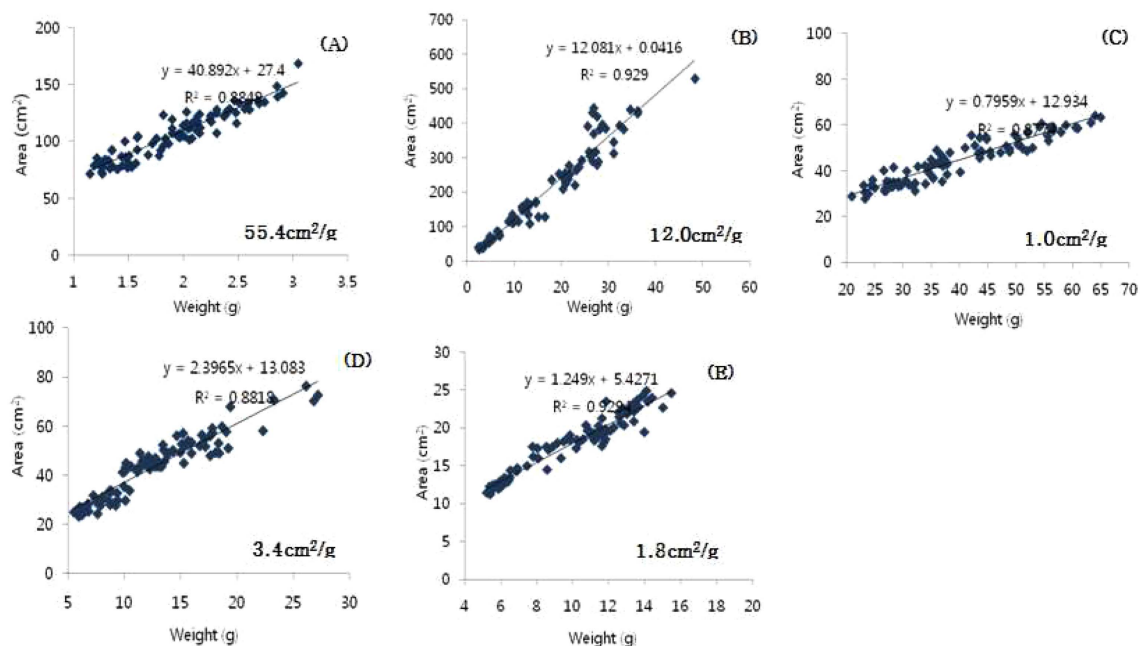 (A)
y = 40.892x + 27.4
R² = 0.8848
55.4cm²/g
Area (cm²)
200
150
100
50
0
1 1.5 2 2.5 3 3.5
Weight (g)
(B)
y = 12.081x + 0.0416
R² = 0.929
12.0cm²/g
Area (cm²)
700
600
500
400
300
200
100
0
0 10 20 30 40 50 60
Weight (g)
(C)
y = 0.7959x + 12.934
1.0cm²/g
Area (cm²)
100
80
60
40
20
0
20 25 30 35 40 45 50 55 60 65 70
Weight (g)
(D)
y = 2.3965x + 13.083
R² = 0.8818
3.4cm²/g
Area (cm²)
100
80
60
40
20
0
5 10 15 20 25 30
Weight (g)
(E)
y = 1.249x + 5.4271
1.8cm²/g
Area (cm²)
30
25
20
15
10
5
0
4 6 8 10 12 14 16 18 20
Weight (g)